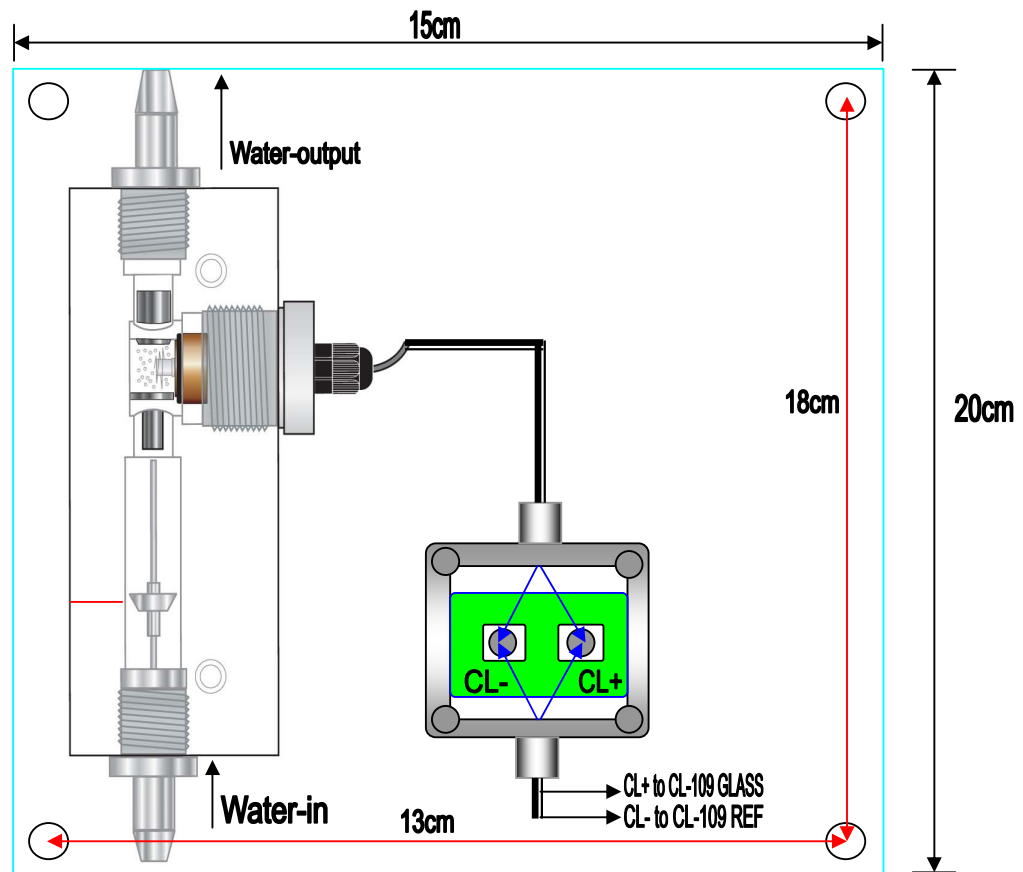 15cm
Water-output
18cm
20cm
CL- CL+
CL+ to CL-109 GLASS
CL- to CL-109 REF
Water-in
13cm